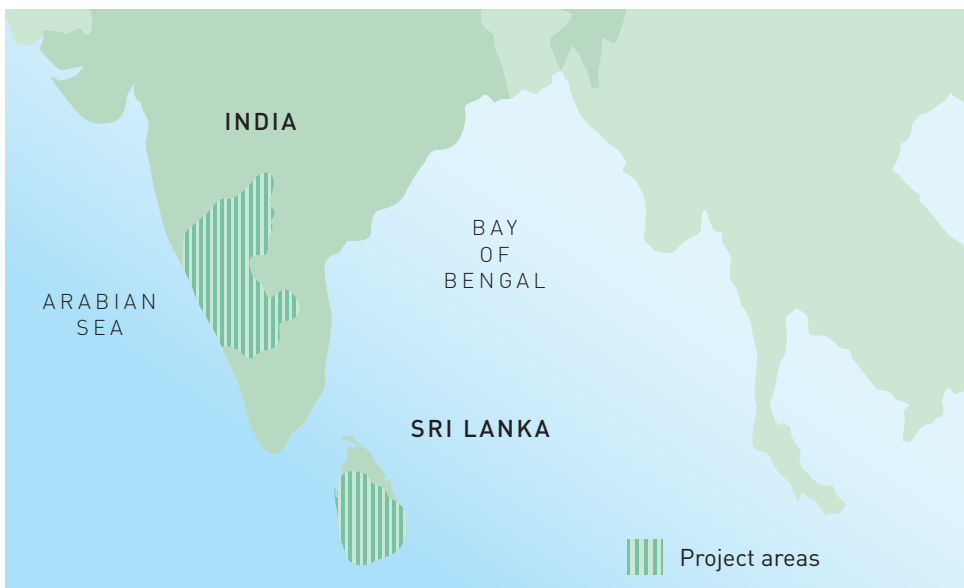 INDIA
BAY
OF
BENGAL
ARABIAN
SEA
SRI LANKA
Project areas